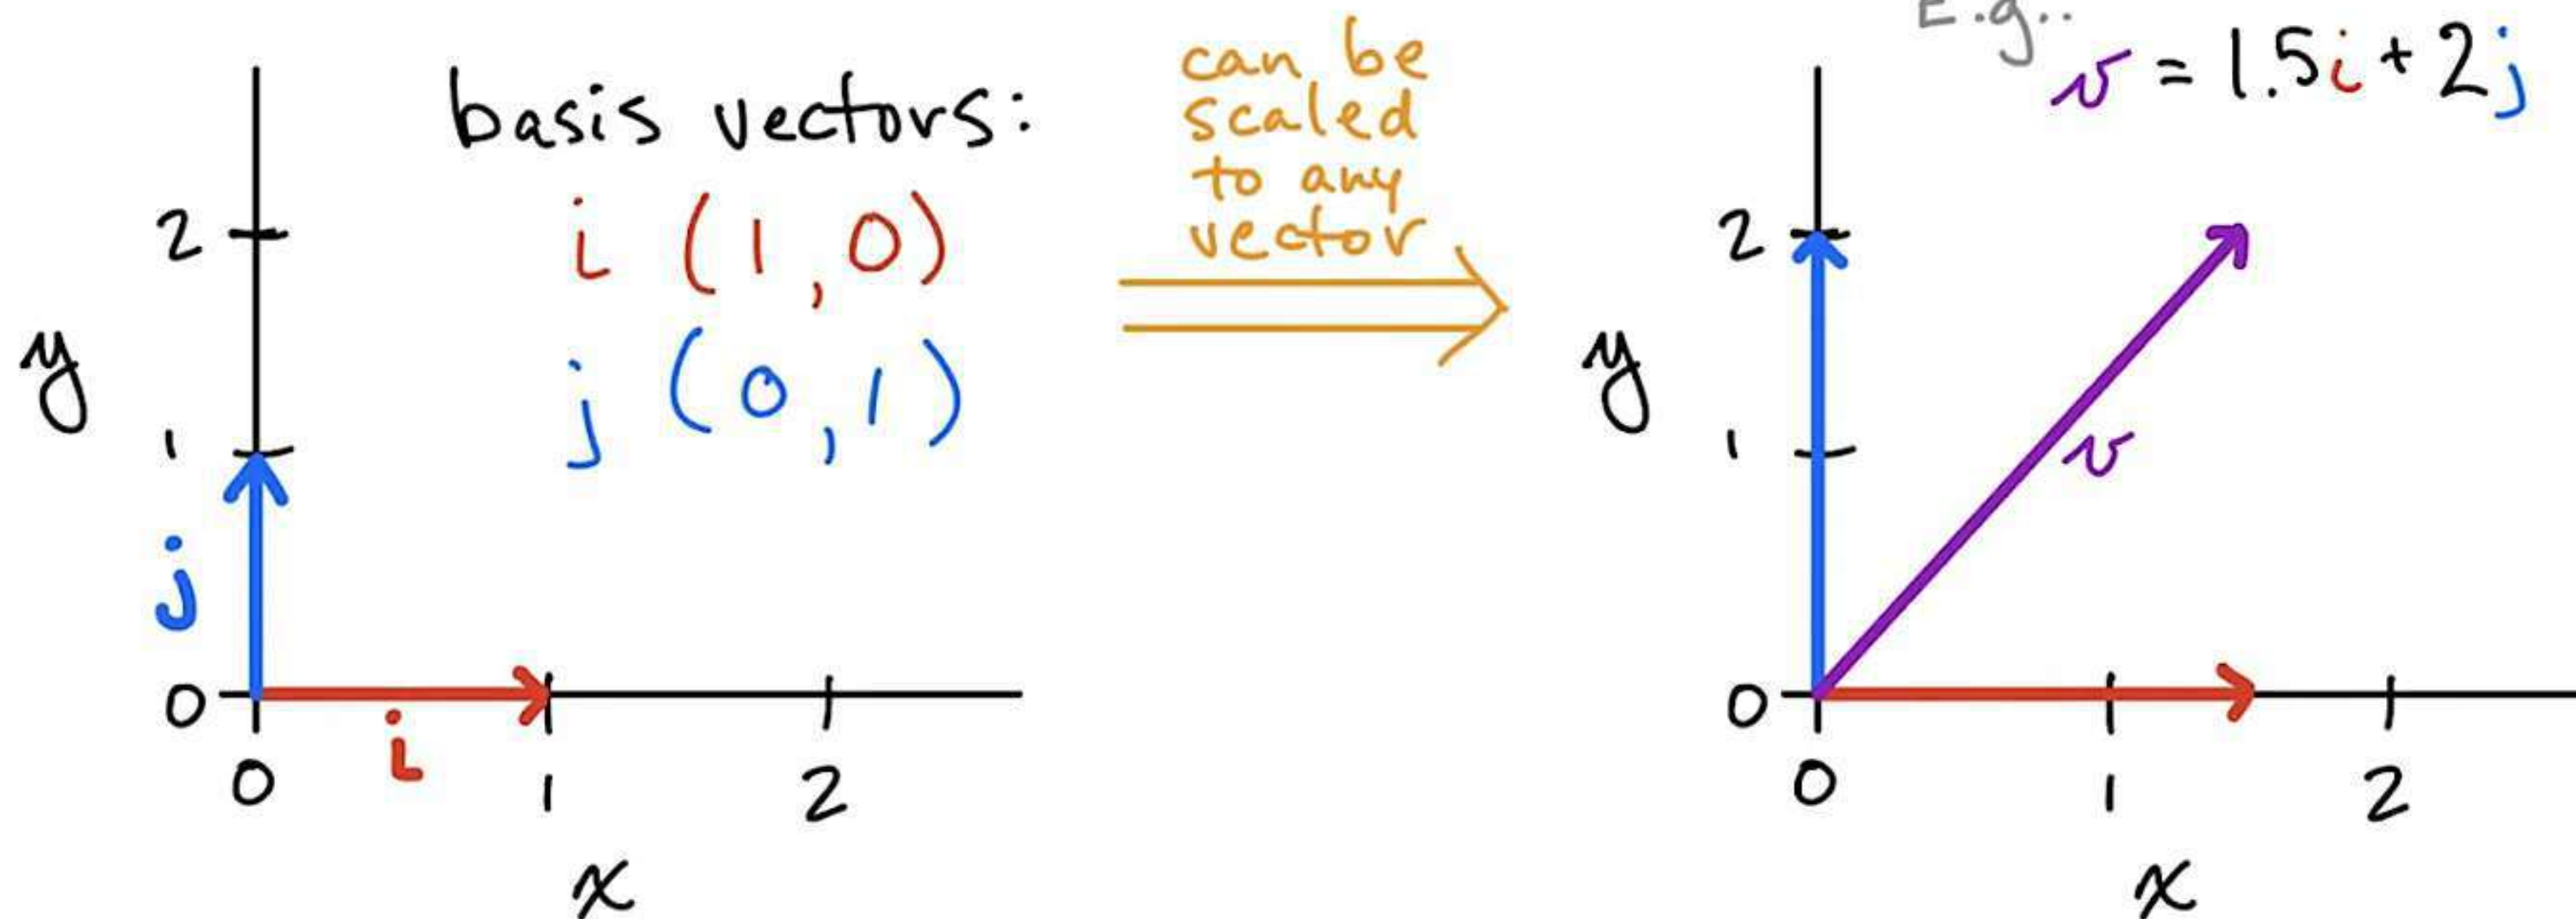 basis vectors:
i (1,0)
j (0,1)
2
y
1
j
0
i
0 1 2
x
can be
scaled
to any
vector
E.g..
v = 1.5i + 2j
2
y
1
v
0
0 1 2
x